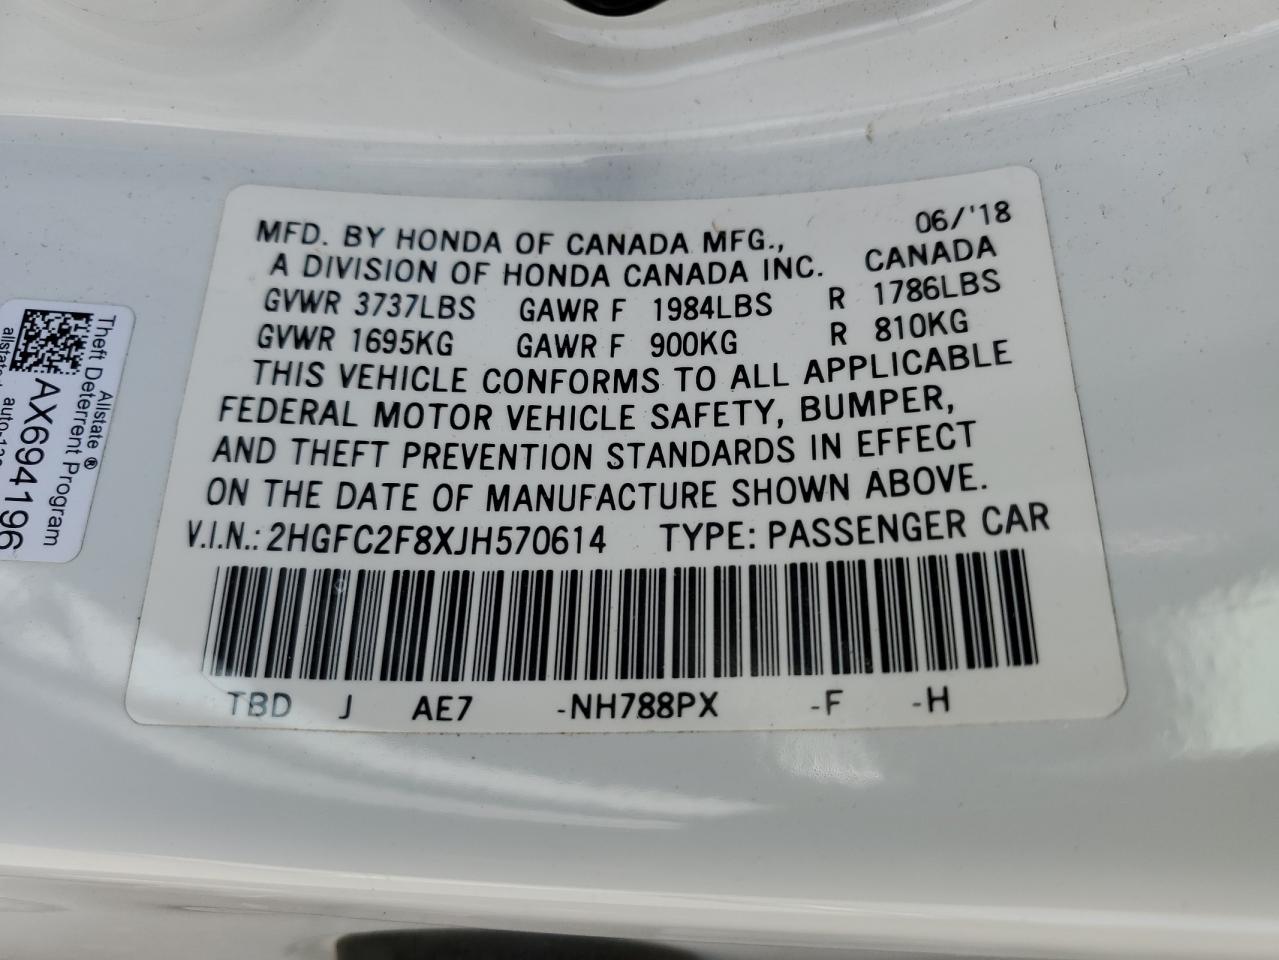 MFD. BY HONDA OF CANADA MFG., 06/'18
A DIVISION OF HONDA CANADA INC. CANADA
GVWR 3737LBS GAWR F 1984LBS R 1786LBS
GVWR 1695KG GAWR F 900KG R 810KG
THIS VEHICLE CONFORMS TO ALL APPLICABLE
FEDERAL MOTOR VEHICLE SAFETY, BUMPER,
AND THEFT PREVENTION STANDARDS IN EFFECT
ON THE DATE OF MANUFACTURE SHOWN ABOVE.
V.I.N.: 2HGFC2F8XJH570614 TYPE: PASSENGER CAR
TBD J AE7 -NH788PX -F -H
Allstate®
Theft Deterrent Program
AX6941196